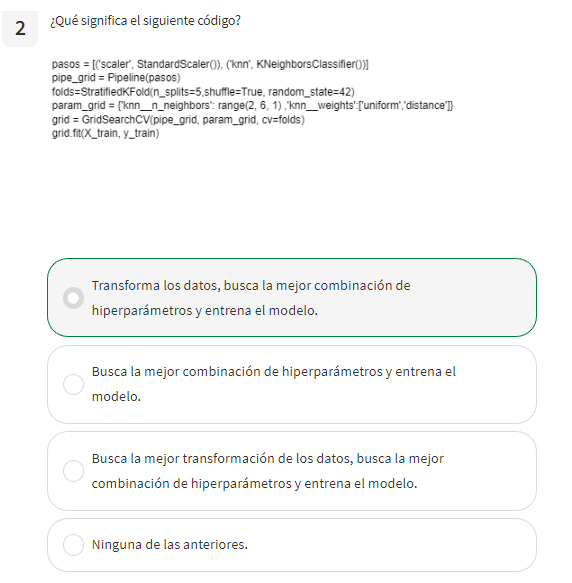 2
¿Qué significa el siguiente código?
pasos = [('scaler', StandardScaler()), ('knn', KNeighborsClassifier())]
pipe_grid = Pipeline(pasos)
folds=StratifiedKFold(n_splits=5,shuffle=True, random_state=42)
param_grid = {'knn__n_neighbors': range(2, 6, 1) ,'knn__weights':['uniform','distance']}
grid = GridSearchCV(pipe_grid, param_grid, cv=folds)
grid.fit(X_train, y_train)
Transforma los datos, busca la mejor combinación de
hiperparámetros y entrena el modelo.
Busca la mejor combinación de hiperparámetros y entrena el
modelo.
Busca la mejor transformación de los datos, busca la mejor
combinación de hiperparámetros y entrena el modelo.
Ninguna de las anteriores.